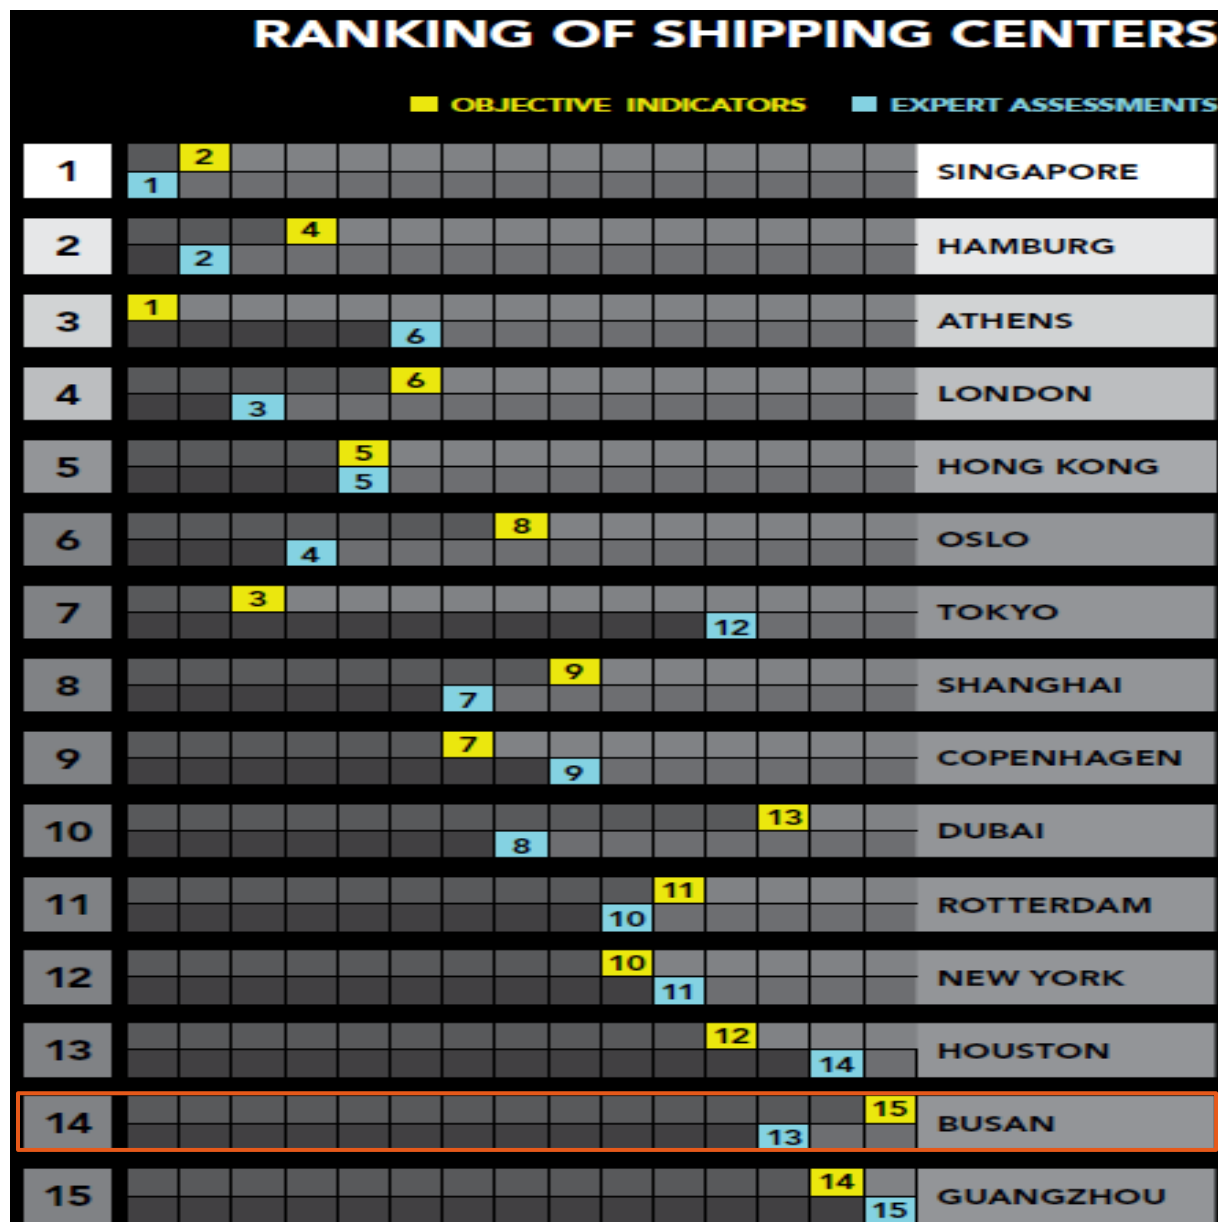 RANKING OF SHIPPING CENTERS
OBJECTIVE INDICATORS EXPERT ASSESSMENTS
1 2 1 SINGAPORE
2 4 2 HAMBURG
3 1 6 ATHENS
4 6 3 LONDON
5 5 5 HONG KONG
6 8 4 OSLO
7 3 12 TOKYO
8 9 7 SHANGHAI
9 7 9 COPENHAGEN
10 13 8 DUBAI
11 11 10 ROTTERDAM
12 10 11 NEW YORK
13 12 14 HOUSTON
14 15 13 BUSAN
15 14 15 GUANGZHOU